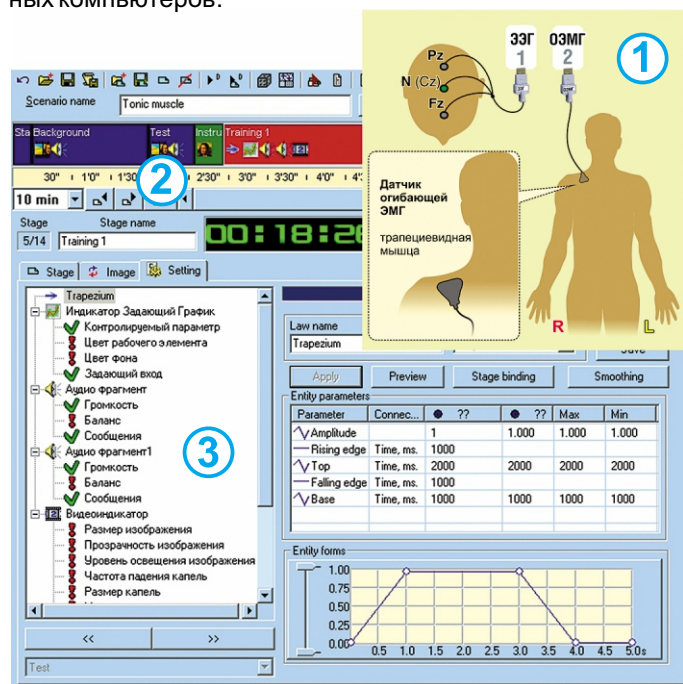 ных компьютеров.
ЭЭГ ОЭМГ
1 2
1
Pz
N (Cz)
Fz
Датчик
огибающей
ЭМГ
трапециевидная
мышца
R L
Scenario name Tonic muscle
Sta Background Test Instru Training 1
30" 1'0" 1'30" 2'30" 3'0" 3'30" 4'0"
2
10 min
Stage Stage name
5/14 Training 1
00:18:26
Stage Image Setting
Trapezium
Индикатор Задающий График
Контролируемый параметр
Цвет рабочего элемента
Цвет фона
Задающий вход
Аудио фрагмент
Громкость
Баланс
Сообщения
Аудио фрагмент1
Громкость
Баланс
Сообщения
Видеоиндикатор
Размер изображения
Прозрачность изображения
Уровень освещения изображения
Частота падения капель
Размер капель
3
<< >>
Test
Law name
Trapezium
Save
Apply Preview Stage binding Smoothing
Entity parameters
Parameter Connec... ?? ?? Max Min
Amplitude 1 1.000 1.000 1.000
Rising edge Time, ms. 1000
Top Time, ms. 2000 2000 2000 2000
Falling edge Time, ms. 1000
Base Time, ms. 1000 1000 1000 1000
Entity forms
1.00
0.75
0.50
0.25
0.00
0.5 1.0 1.5 2.0 2.5 3.0 3.5 4.0 4.5 5.0s